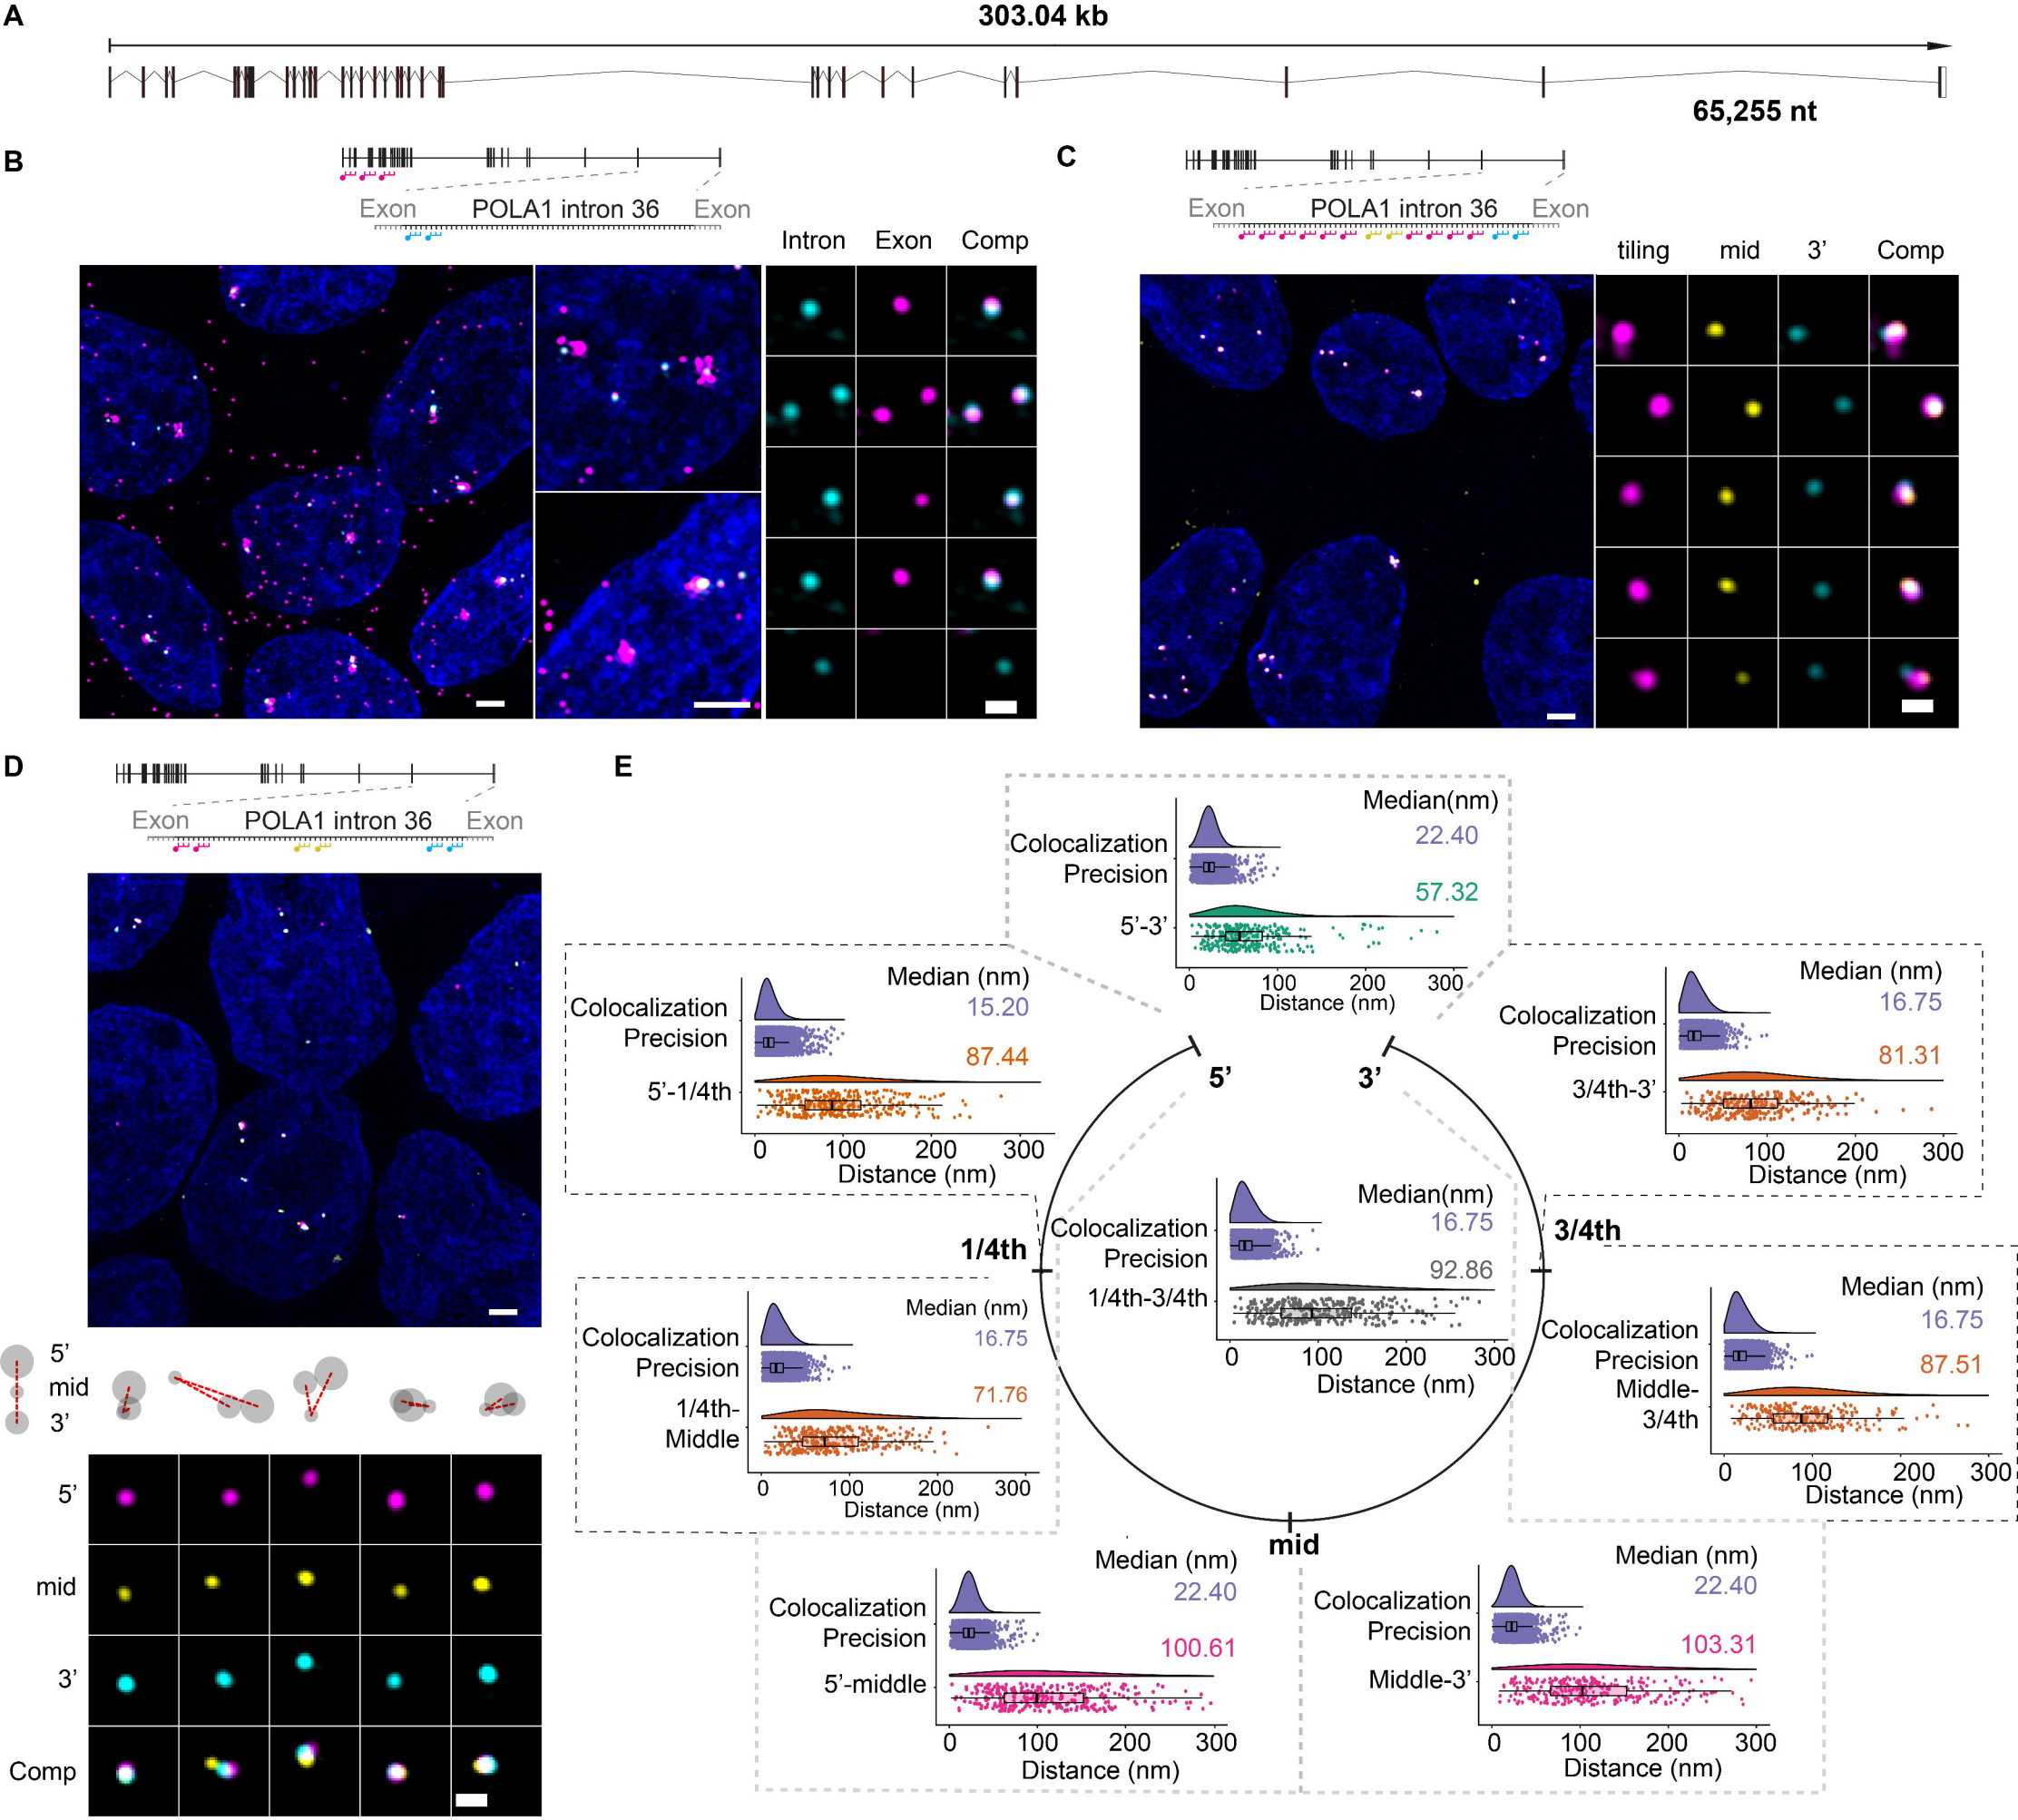 A
303.04 kb
65,255 nt
B
Exon
POLA1 intron 36
Exon
Intron
Exon
Comp
C
Exon
POLA1 intron 36
Exon
tiling
mid
3’
Comp
D
Exon
POLA1 intron 36
Exon
5’
mid
3’
5’
mid
3’
Comp
E
Median(nm)
Colocalization
Precision
22.40
57.32
5’-3’
0
100
200
300
Distance (nm)
Median (nm)
Colocalization
Precision
15.20
87.44
5’-1/4th
0
100
200
300
Distance (nm)
Median (nm)
Colocalization
Precision
16.75
81.31
3/4th-3’
0
100
200
300
Distance (nm)
5’
3’
1/4th
3/4th
mid
Median(nm)
Colocalization
Precision
16.75
92.86
1/4th-3/4th
0
100
200
300
Distance (nm)
Median (nm)
Colocalization
Precision
16.75
71.76
1/4th-
Middle
0
100
200
300
Distance (nm)
Median (nm)
Colocalization
Precision
16.75
87.51
Middle-
3/4th
0
100
200
300
Distance (nm)
Median (nm)
Colocalization
Precision
22.40
100.61
5’-middle
0
100
200
300
Distance (nm)
Median (nm)
Colocalization
Precision
22.40
103.31
Middle-3’
0
100
200
300
Distance (nm)